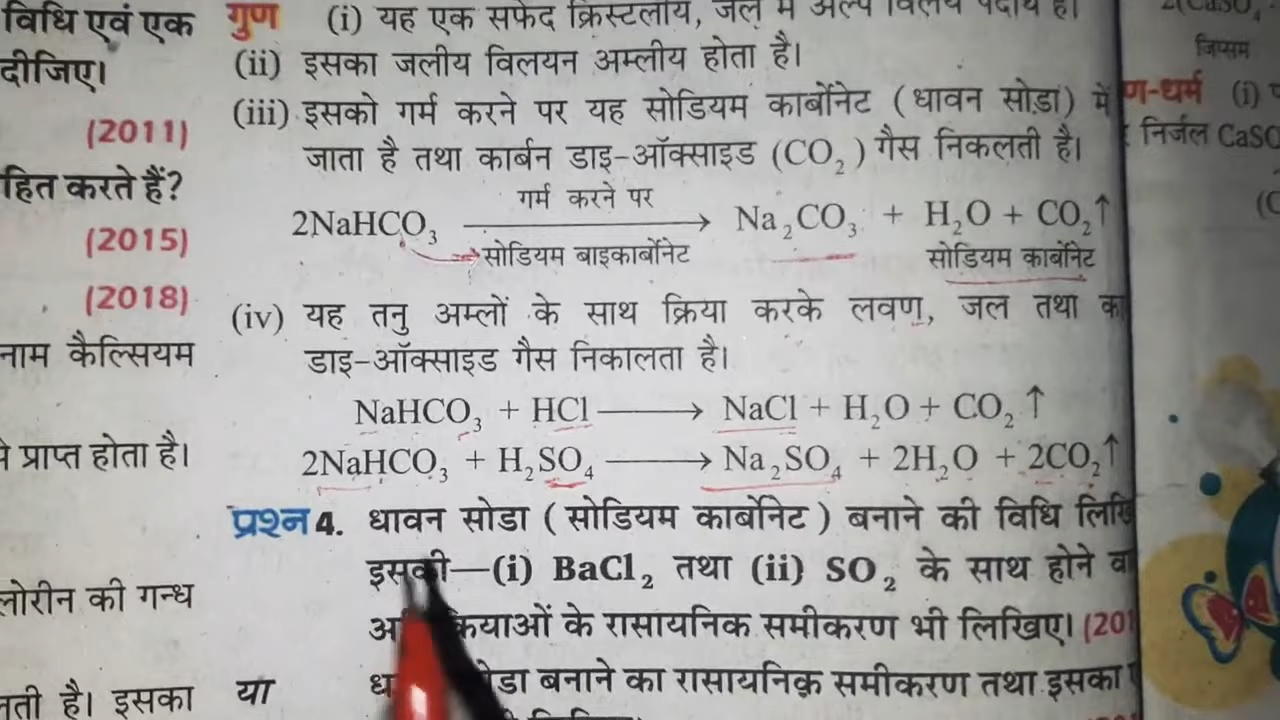 विधि एवं एक
दीजिए।
(2011)
हित करते हैं?
(2015)
(2018)
नाम कैल्सियम
प्राप्त होता है।
लोरीन की गन्ध
है। इसका
गुण (i) यह एक सफेद क्रिस्टलीय, जल में अल्प विलेय पदार्थ है।
(ii) इसका जलीय विलयन अम्लीय होता है।
(iii) इसको गर्म करने पर यह सोडियम कार्बोनेट (धावन सोडा) में
जाता है तथा कार्बन डाइ-ऑक्साइड (CO₂) गैस निकलती है।
गर्म करने पर
2NaHCO₃ ⟶ Na₂CO₃ + H₂O + CO₂↑
सोडियम बाइकार्बोनेट सोडियम कार्बोनेट
(iv) यह तनु अम्लों के साथ क्रिया करके लवण, जल तथा का
डाइ-ऑक्साइड गैस निकालता है।
NaHCO₃ + HCl ⟶ NaCl + H₂O + CO₂ ↑
2NaHCO₃ + H₂SO₄ ⟶ Na₂SO₄ + 2H₂O + 2CO₂↑
प्रश्न 4. धावन सोडा (सोडियम कार्बोनेट) बनाने की विधि लिखि
इसकी—(i) BaCl₂ तथा (ii) SO₂ के साथ होने व
के रासायनिक समीकरण भी लिखिए। (201
या बनाने का रासायनिक समीकरण तथा इसका
जिप्सम
ण-धर्म (i)
निर्जल CaSO